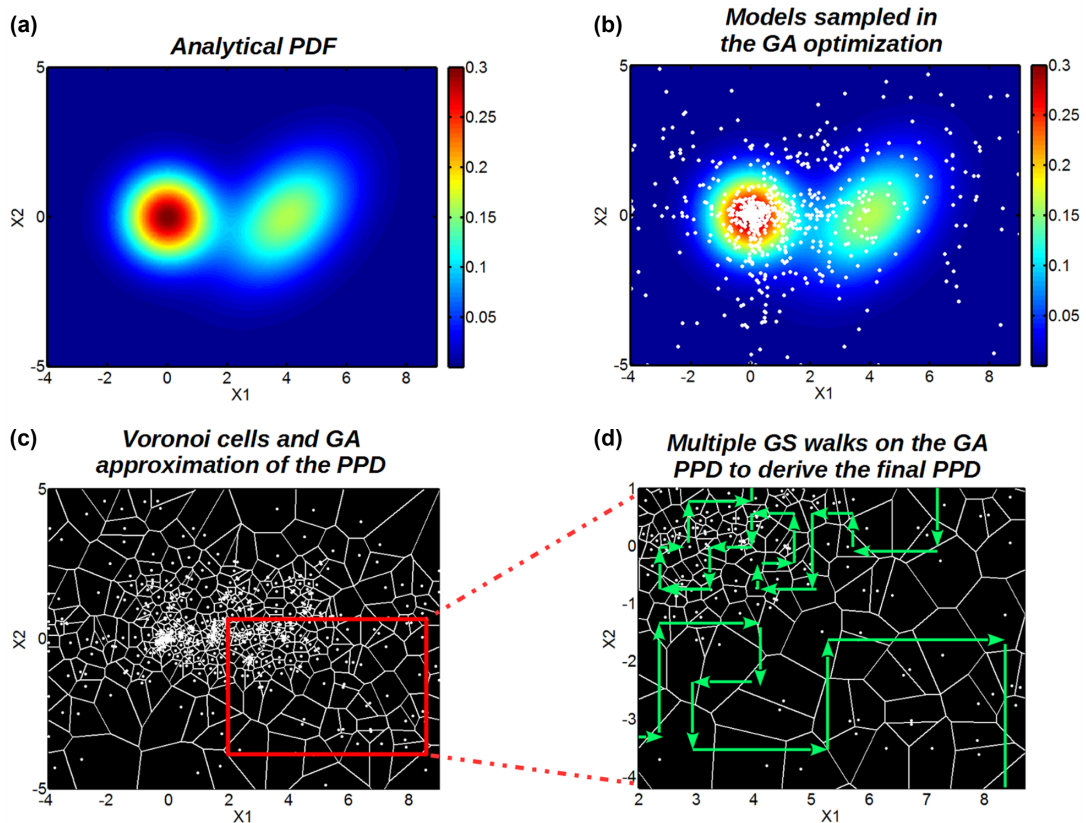 (a)
Analytical PDF
5
0
-5
X2
-4 -2 0 2 4 6 8
X1
0.3
0.25
0.2
0.15
0.1
0.05
(b)
Models sampled in
the GA optimization
5
0
-5
X2
-4 -2 0 2 4 6 8
X1
0.3
0.25
0.2
0.15
0.1
0.05
(c)
Voronoi cells and GA
approximation of the PPD
5
0
-5
X2
-4 -2 0 2 4 6 8
X1
(d)
Multiple GS walks on the GA
PPD to derive the final PPD
1
0
-1
-2
-3
-4
X2
2 3 4 5 6 7 8
X1